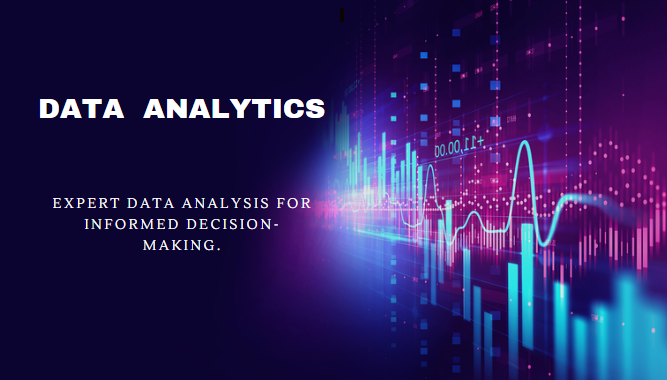 DATA ANALYTICS
EXPERT DATA ANALYSIS FOR
INFORMED DECISION-
MAKING.